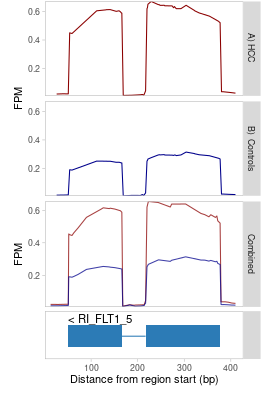 0.6
0.4
0.2
A) HCC
FPM
0.6
0.4
0.2
B) Controls
0.6
0.4
0.2
Combined
FPM
< RI_FLT1_5
100 200 300 400
Distance from region start (bp)